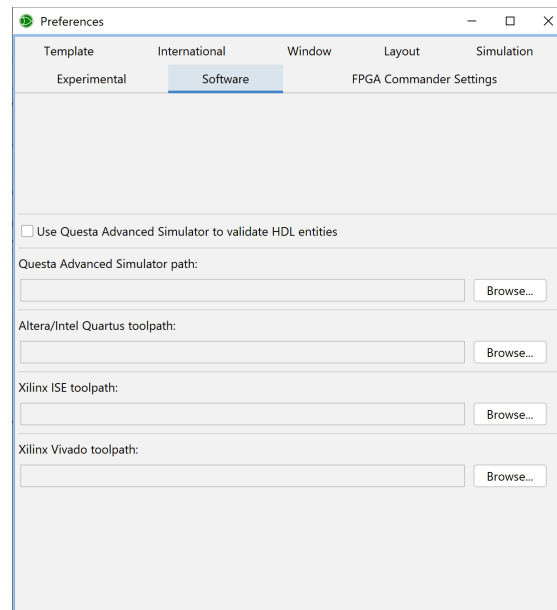 Preferences
Template International Window Layout Simulation
Experimental Software FPGA Commander Settings
Use Questa Advanced Simulator to validate HDL entities
Questa Advanced Simulator path:
Browse...
Altera/Intel Quartus toolpath:
Browse...
Xilinx ISE toolpath:
Browse...
Xilinx Vivado toolpath:
Browse...